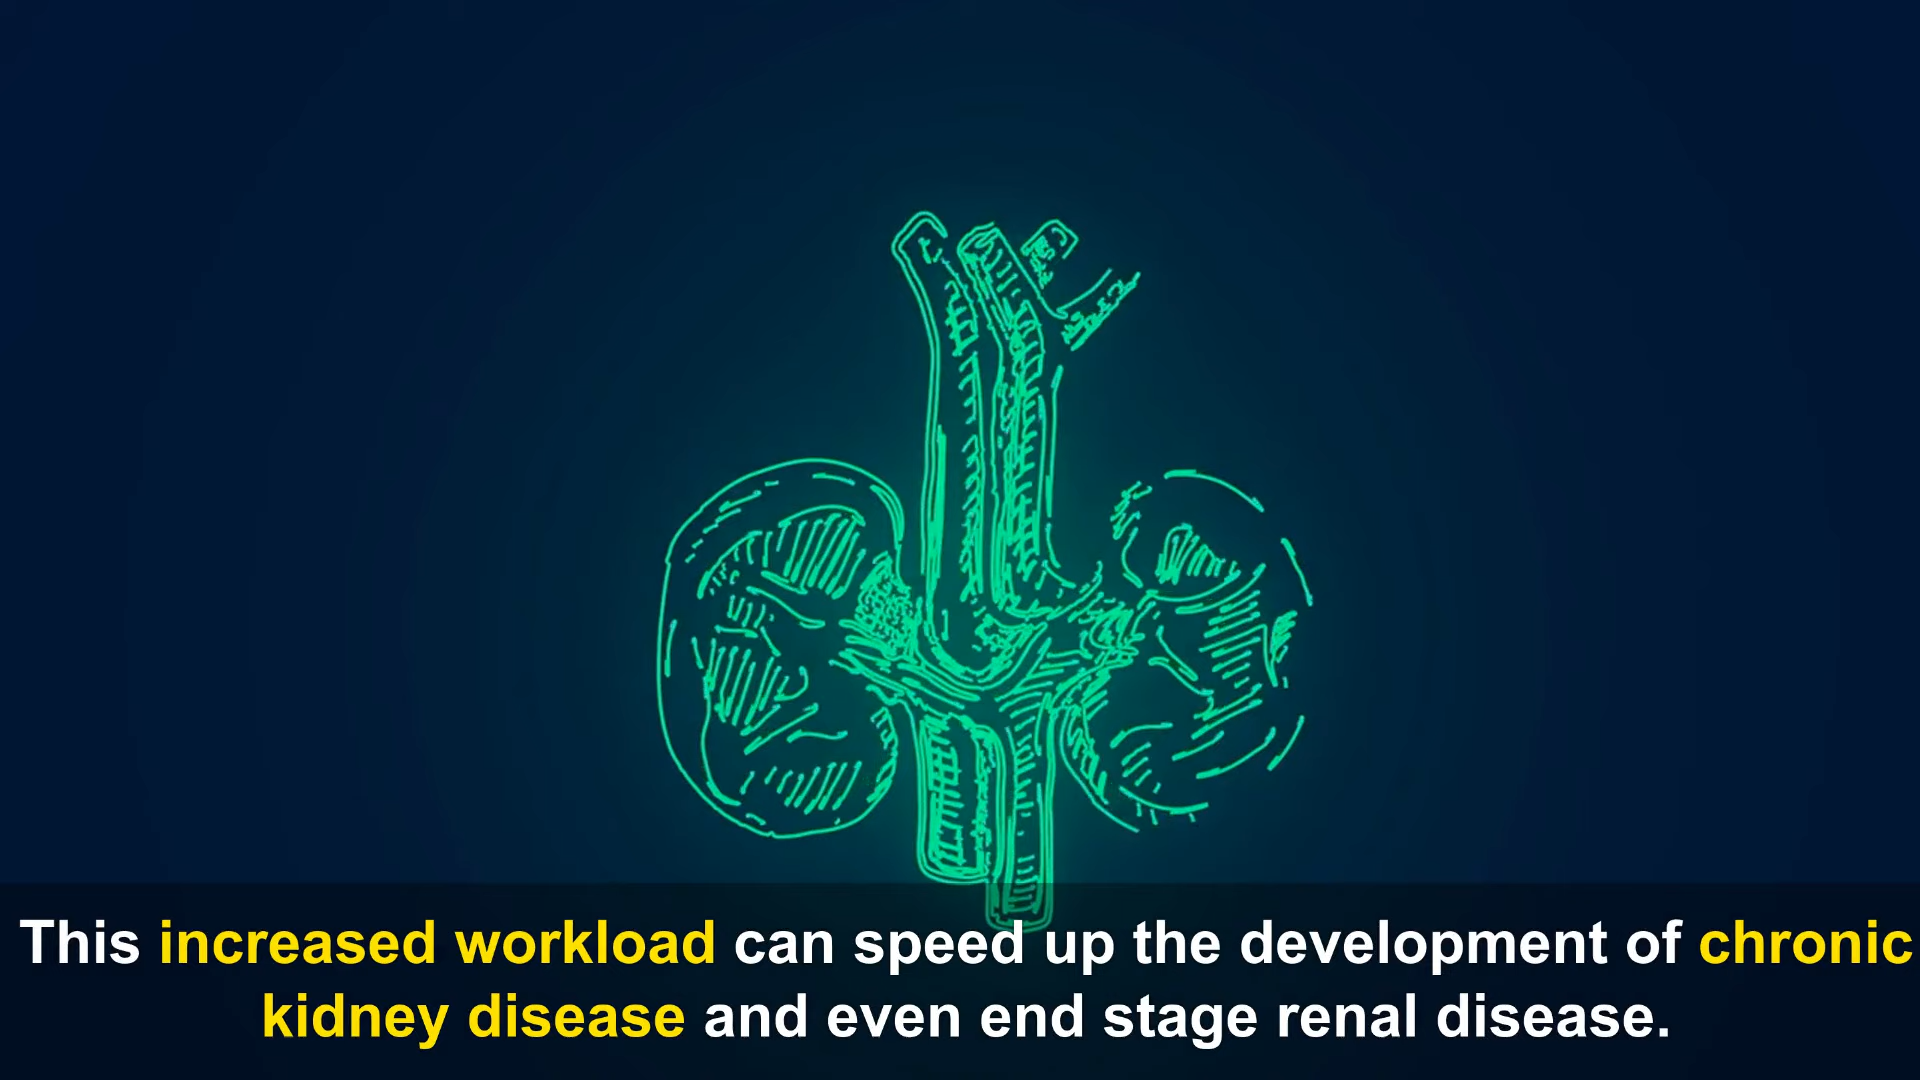 This increased workload can speed up the development of chronic
kidney disease and even end stage renal disease.